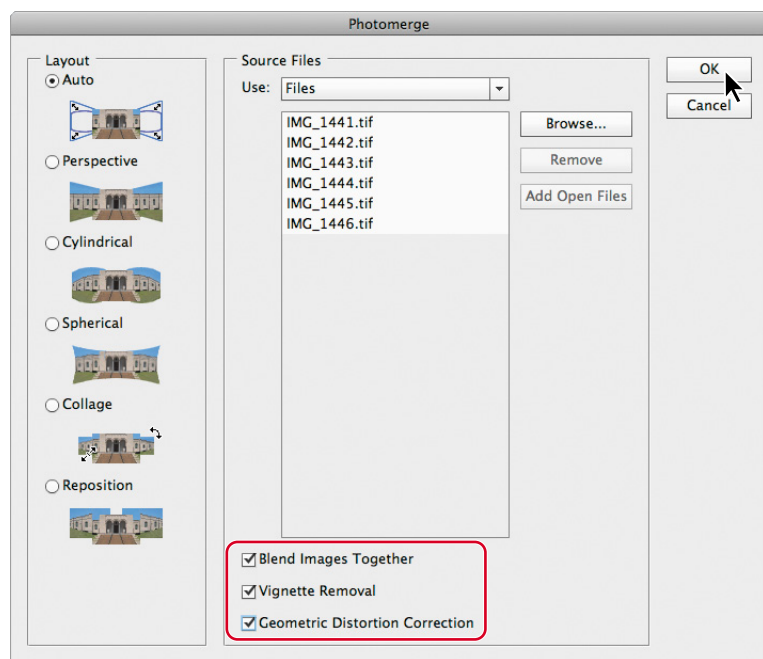 Photomerge
Layout
Auto
Perspective
Cylindrical
Spherical
Collage
Reposition
Source Files
Use: Files
IMG_1441.tif
IMG_1442.tif
IMG_1443.tif
IMG_1444.tif
IMG_1445.tif
IMG_1446.tif
Browse...
Remove
Add Open Files
Blend Images Together
Vignette Removal
Geometric Distortion Correction
OK
Cancel